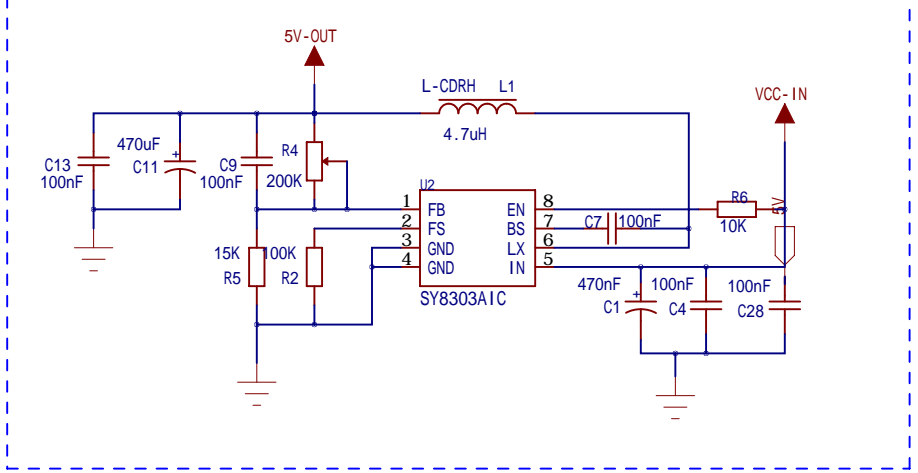 5V-OUT
L-CDRH L1
4.7uH
VCC-IN
C13
100nF
470uF
C11
C9
100nF
R4
200K
U2
1 FB EN 8
2 FS BS 7
3 GND LX 6
4 GND IN 5
SY8303AIC
C7 100nF
R6
10K
5V
15K
R5
100K
R2
470nF
C1
100nF
C4
100nF
C28